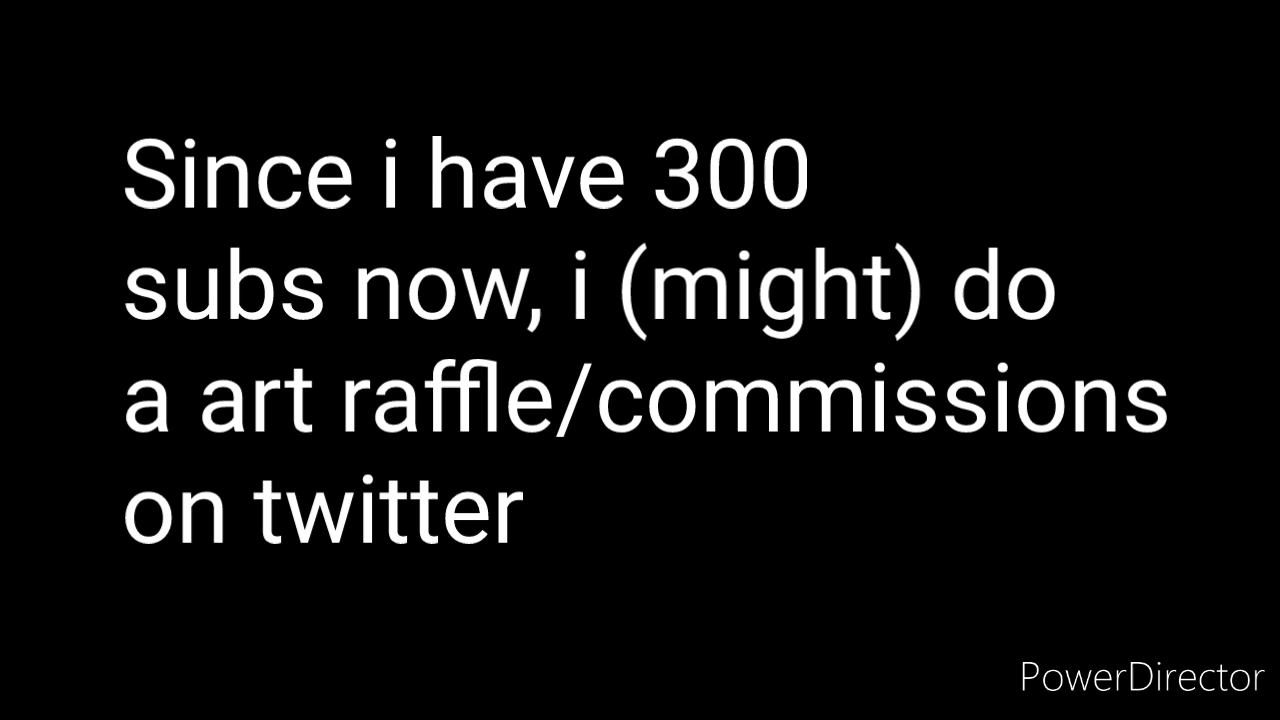 Since i have 300
subs now, i (might) do
a art raffle/commissions
on twitter
PowerDirector